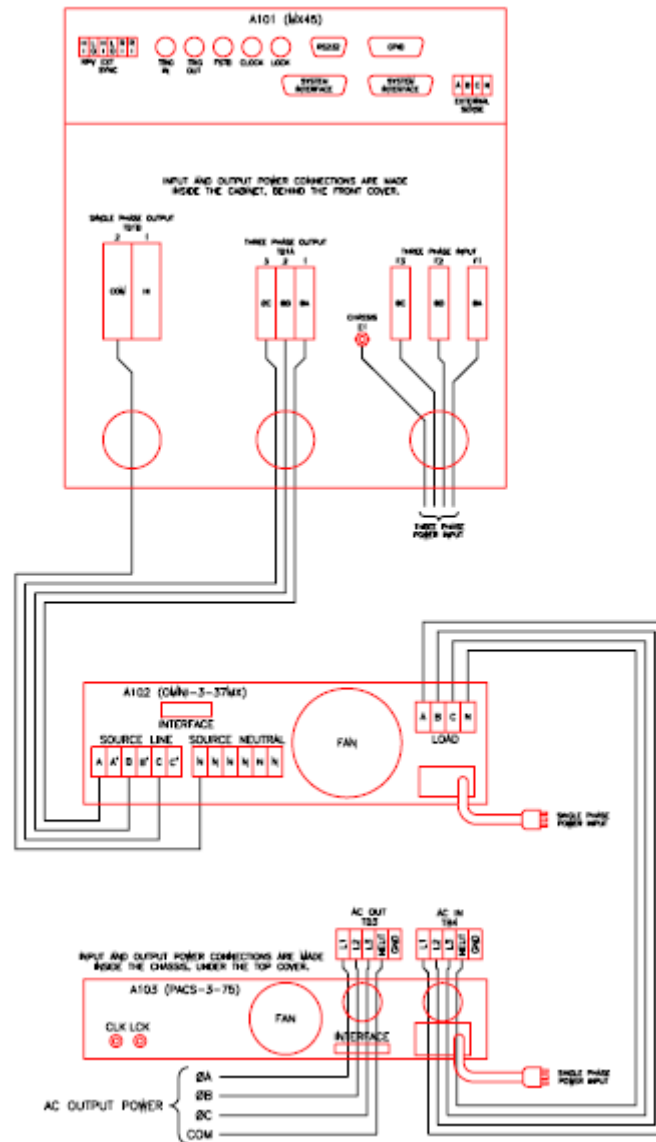 A101 (MX45)
RS232
GPIB
TRIG IN
TRIG OUT
FSTB
CLOCK
LOCK
EXT SYNC
SYSTEM INTERFACE
SYSTEM INTERFACE
A B C N
EXTERNAL SENSE
INPUT AND OUTPUT POWER CONNECTIONS ARE MADE
INSIDE THE CABINET, BEHIND THE FRONT COVER.
SINGLE PHASE OUTPUT
TB1B
2 1
COM HI
THREE PHASE OUTPUT
TB1A
3 2 1
ØC ØB ØA
THREE PHASE INPUT
ØC ØB ØA
CHASSIS
E1
THREE PHASE
POWER INPUT
A102 (OMNI-3-37MX)
INTERFACE
SOURCE LINE
SOURCE NEUTRAL
A A' B B' C C'
N N N N N N
FAN
A B C N
LOAD
SINGLE PHASE
POWER INPUT
AC OUT
TB3
AC IN
TB4
L1 L2 L3 NEUT GND
L1 L2 L3 NEUT GND
INPUT AND OUTPUT POWER CONNECTIONS ARE MADE
INSIDE THE CHASSIS, UNDER THE TOP COVER.
A103 (PACS-3-75)
CLK LCK
FAN
INTERFACE
SINGLE PHASE
POWER INPUT
AC OUTPUT POWER
ØA
ØB
ØC
COM